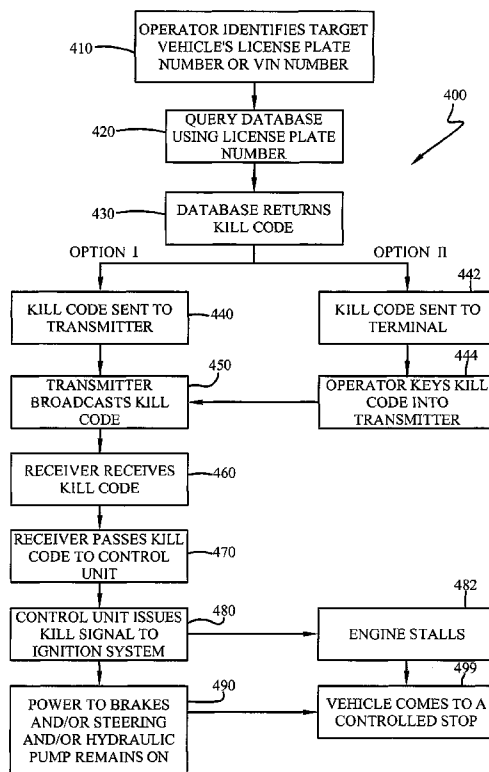 410
OPERATOR IDENTIFIES TARGET
VEHICLE'S LICENSE PLATE
NUMBER OR VIN NUMBER
400
420
QUERY DATABASE
USING LICENSE PLATE
NUMBER
430
DATABASE RETURNS
KILL CODE
OPTION I
OPTION II
KILL CODE SENT TO
TRANSMITTER
440
442
KILL CODE SENT TO
TERMINAL
450
TRANSMITTER
BROADCASTS KILL
CODE
444
OPERATOR KEYS KILL
CODE INTO
TRANSMITTER
RECEIVER RECEIVES
KILL CODE
460
RECEIVER PASSES KILL
CODE TO CONTROL
UNIT
470
CONTROL UNIT ISSUES
KILL SIGNAL TO
IGNITION SYSTEM
480
482
ENGINE STALLS
490
POWER TO BRAKES
AND/OR STEERING
AND/OR HYDRAULIC
PUMP REMAINS ON
499
VEHICLE COMES TO A
CONTROLLED STOP